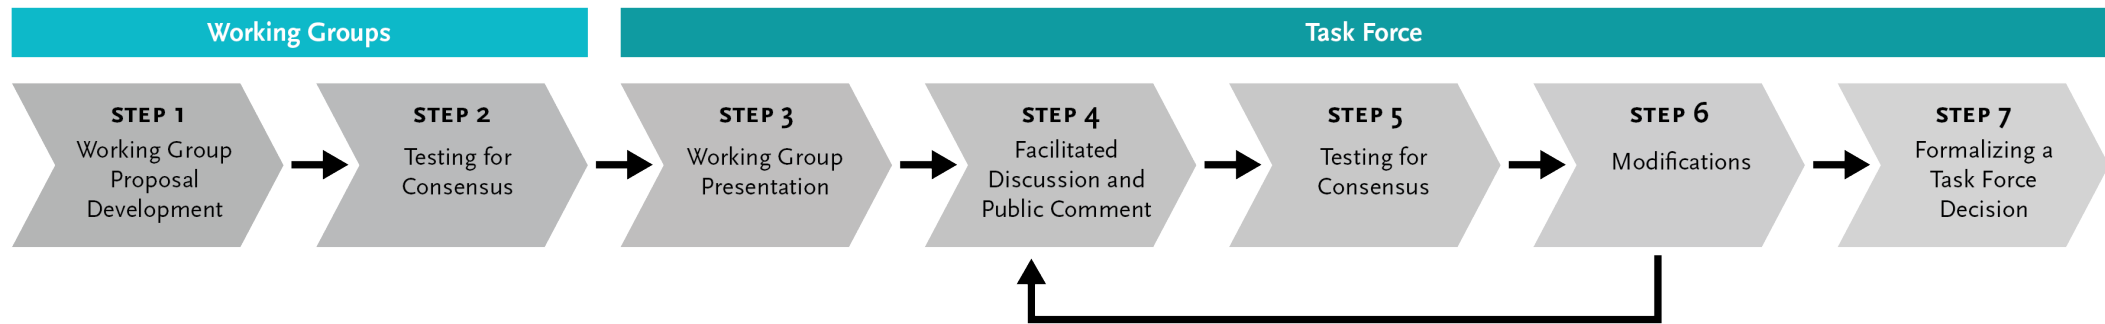 Working Groups
Task Force
STEP 1
Working Group
Proposal
Development
STEP 2
Testing for
Consensus
STEP 3
Working Group
Presentation
STEP 4
Facilitated
Discussion and
Public Comment
STEP 5
Testing for
Consensus
STEP 6
Modifications
STEP 7
Formalizing a
Task Force
Decision